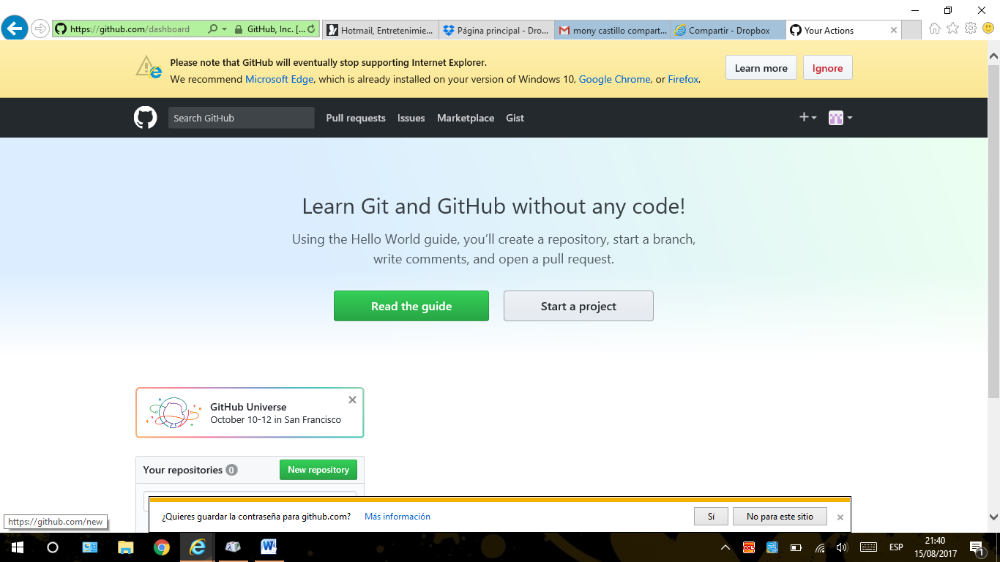 https://github.com/dashboard
GitHub, Inc. [...
Hotmail, Entretenimie...
Página principal - Dro...
mony castillo compart...
Compartir - Dropbox
Your Actions
Please note that GitHub will eventually stop supporting Internet Explorer.
We recommend Microsoft Edge, which is already installed on your version of Windows 10, Google Chrome, or Firefox.
Learn more
Ignore
Search GitHub
Pull requests
Issues
Marketplace
Gist
Learn Git and GitHub without any code!
Using the Hello World guide, you’ll create a repository, start a branch,
write comments, and open a pull request.
Read the guide
Start a project
GitHub Universe
October 10-12 in San Francisco
Your repositories 0
New repository
¿Quieres guardar la contraseña para github.com?
Más información
Sí
No para este sitio
https://github.com/new
ESP
21:40
15/08/2017
1